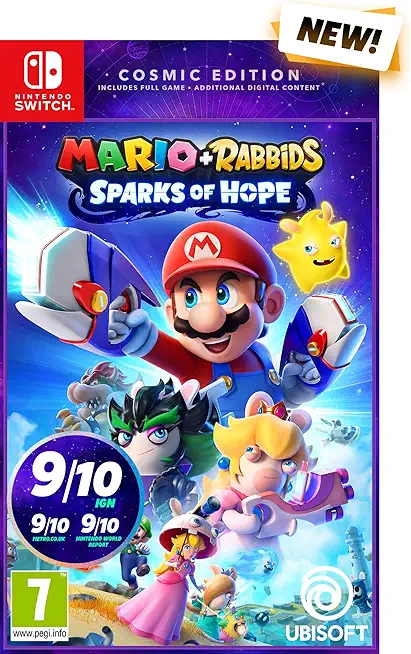 NEW!
NINTENDO
SWITCH™
COSMIC EDITION
INCLUDES FULL GAME • ADDITIONAL DIGITAL CONTENT
MARIO + RABBIDS
SPARKS OF HOPE
M
9/10
IGN
9/10 9/10
METRO.CO.UK NINTENDO WORLD
REPORT
7
www.pegi.info
UBISOFT